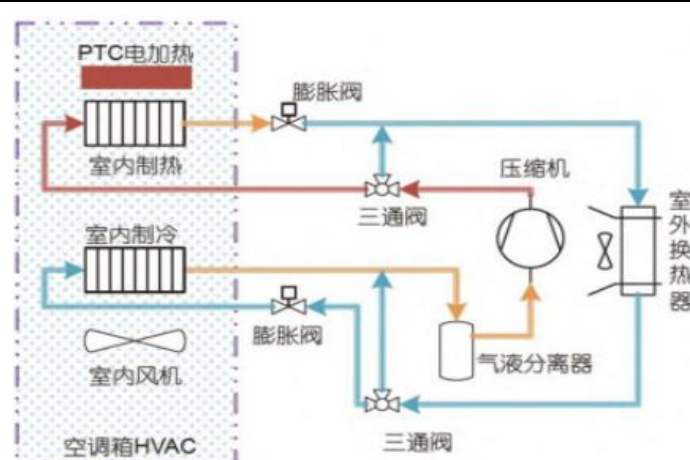 PTC电加热
膨胀阀
室内制热
压缩机
三通阀
室外换热器
室内制冷
膨胀阀
气液分离器
室内风机
三通阀
空调箱HVAC